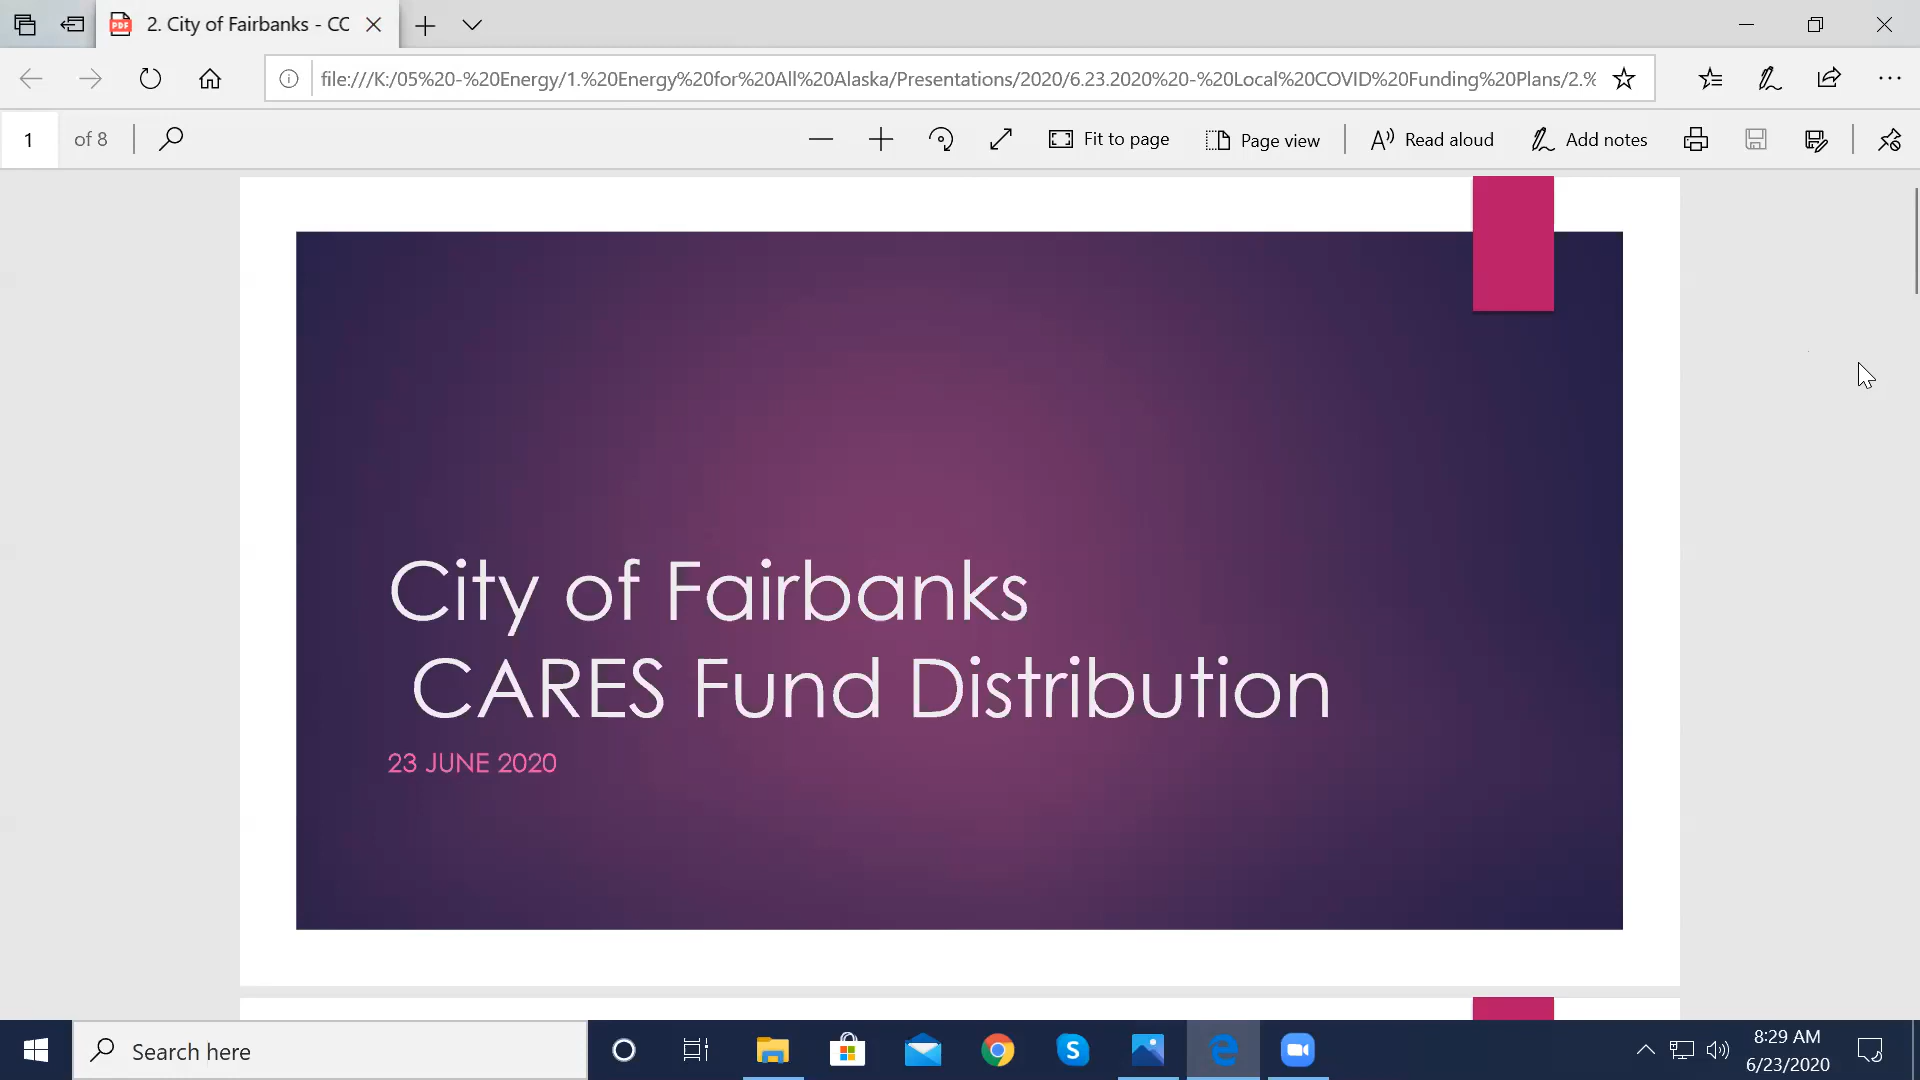 2. City of Fairbanks - CC
file:///K:/05%20-%20Energy/1.%20Energy%20for%20All%20Alaska/Presentations/2020/6.23.2020%20-%20Local%20COVID%20Funding%20Plans/2.%
1 of 8
Fit to page
Page view
Read aloud
Add notes
City of Fairbanks
CARES Fund Distribution
23 JUNE 2020
Search here
8:29 AM
6/23/2020